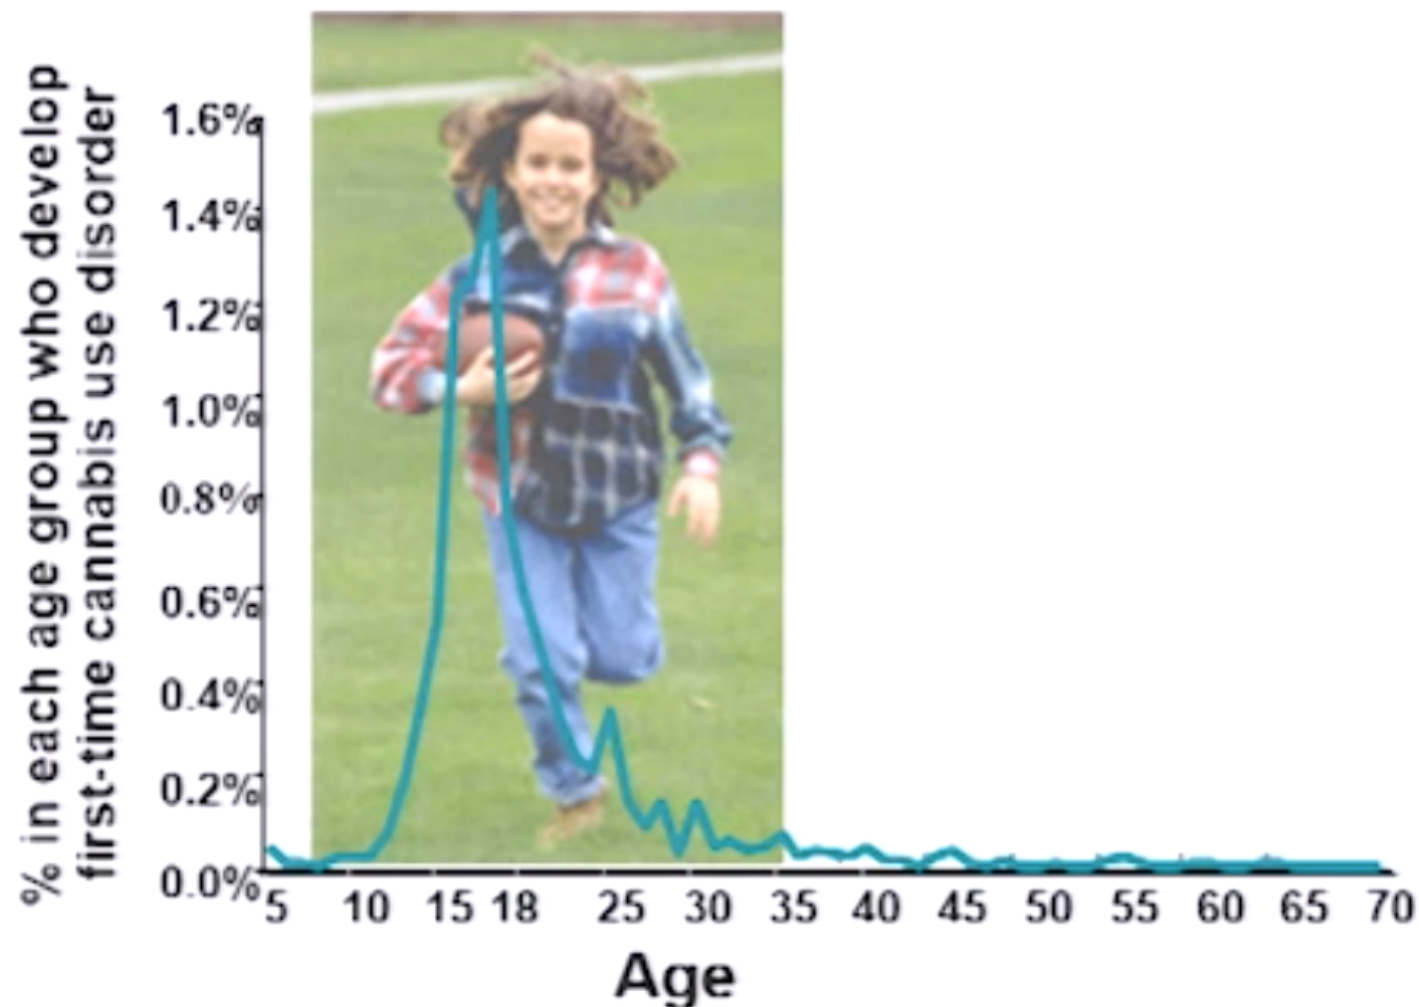 % in each age group who develop
first-time cannabis use disorder
1.6%
1.4%
1.2%
1.0%
0.8%
0.6%
0.4%
0.2%
0.0%
5 10 15 18 25 30 35 40 45 50 55 60 65 70
Age